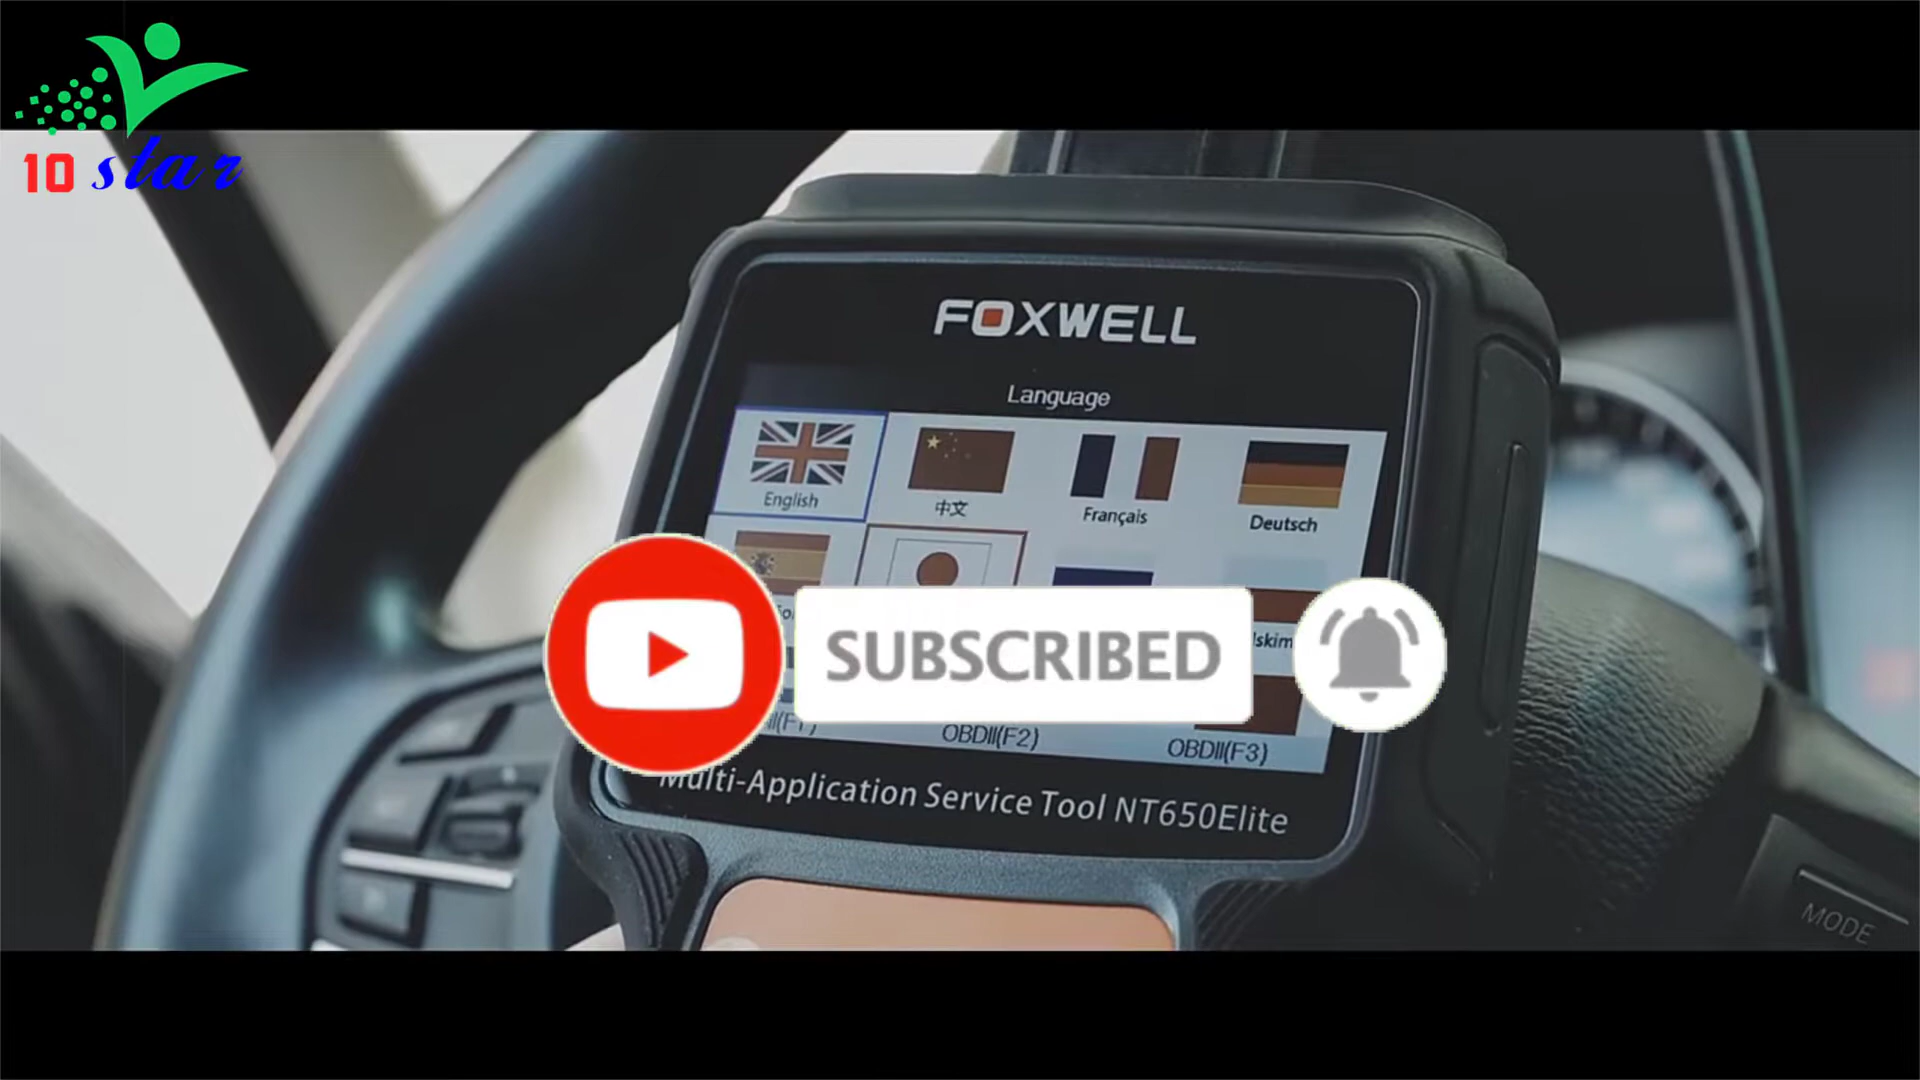 10 star
FOXWELL
Language
English
中文
Français
Deutsch
SUBSCRIBED
OBDII(F2)
OBDII(F3)
Multi-Application Service Tool NT650Elite
MODE